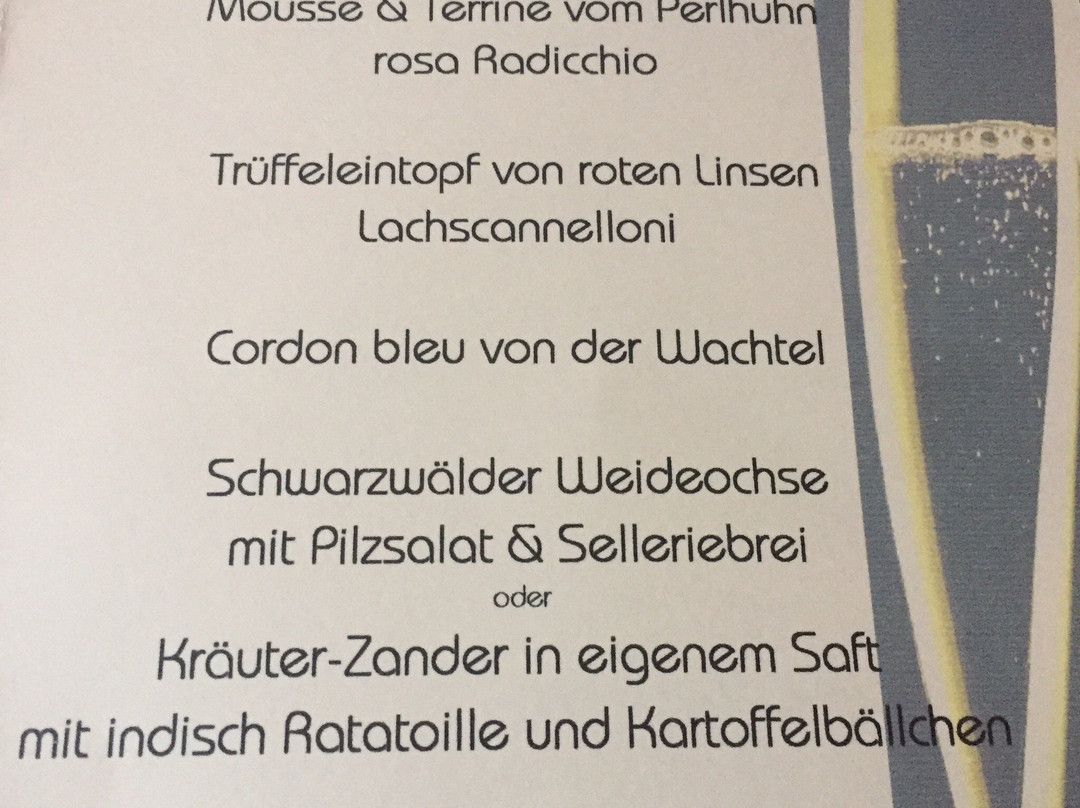 Mousse & Terrine vom Perlhuhn
rosa Radicchio
Trüffeleintopf von roten Linsen
Lachscannelloni
Cordon bleu von der Wachtel
Schwarzwälder Weideochse
mit Pilzsalat & Selleriebrei
oder
Kräuter-Zander in eigenem Saft
mit indisch Ratatoille und Kartoffelbällchen